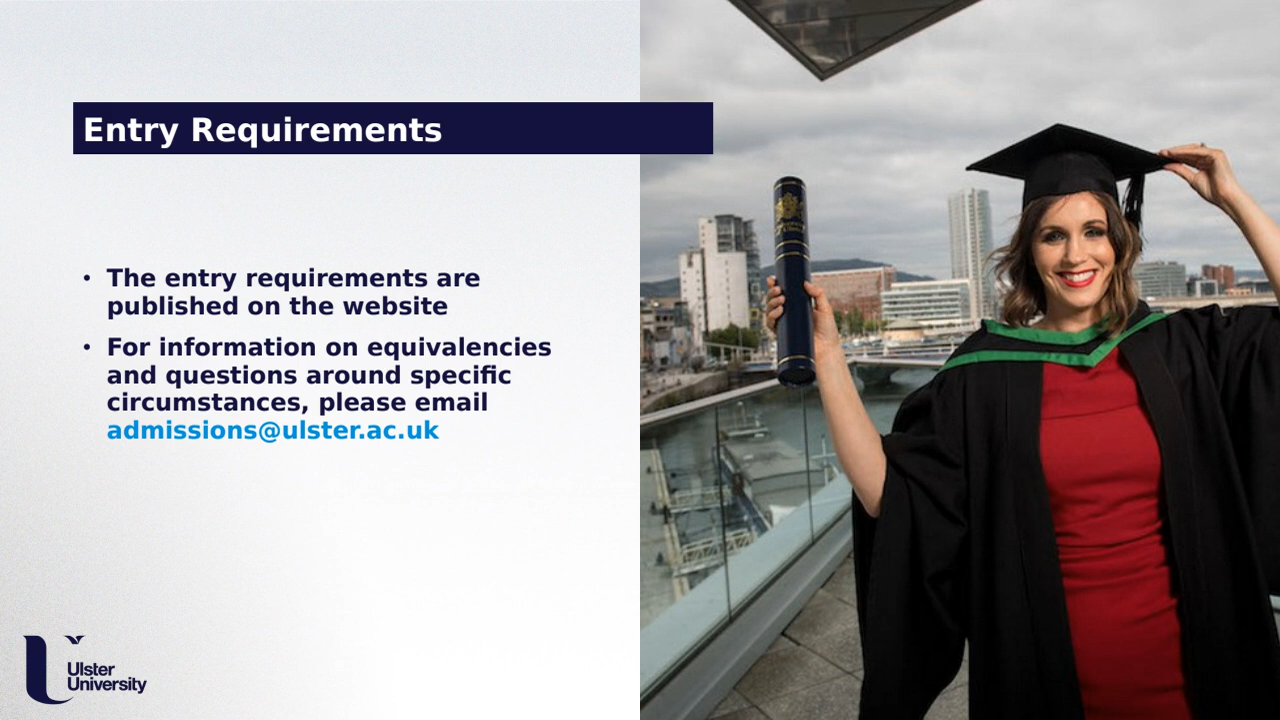 Entry Requirements
• The entry requirements are
published on the website
• For information on equivalencies
and questions around specific
circumstances, please email
admissions@ulster.ac.uk
Ulster
University